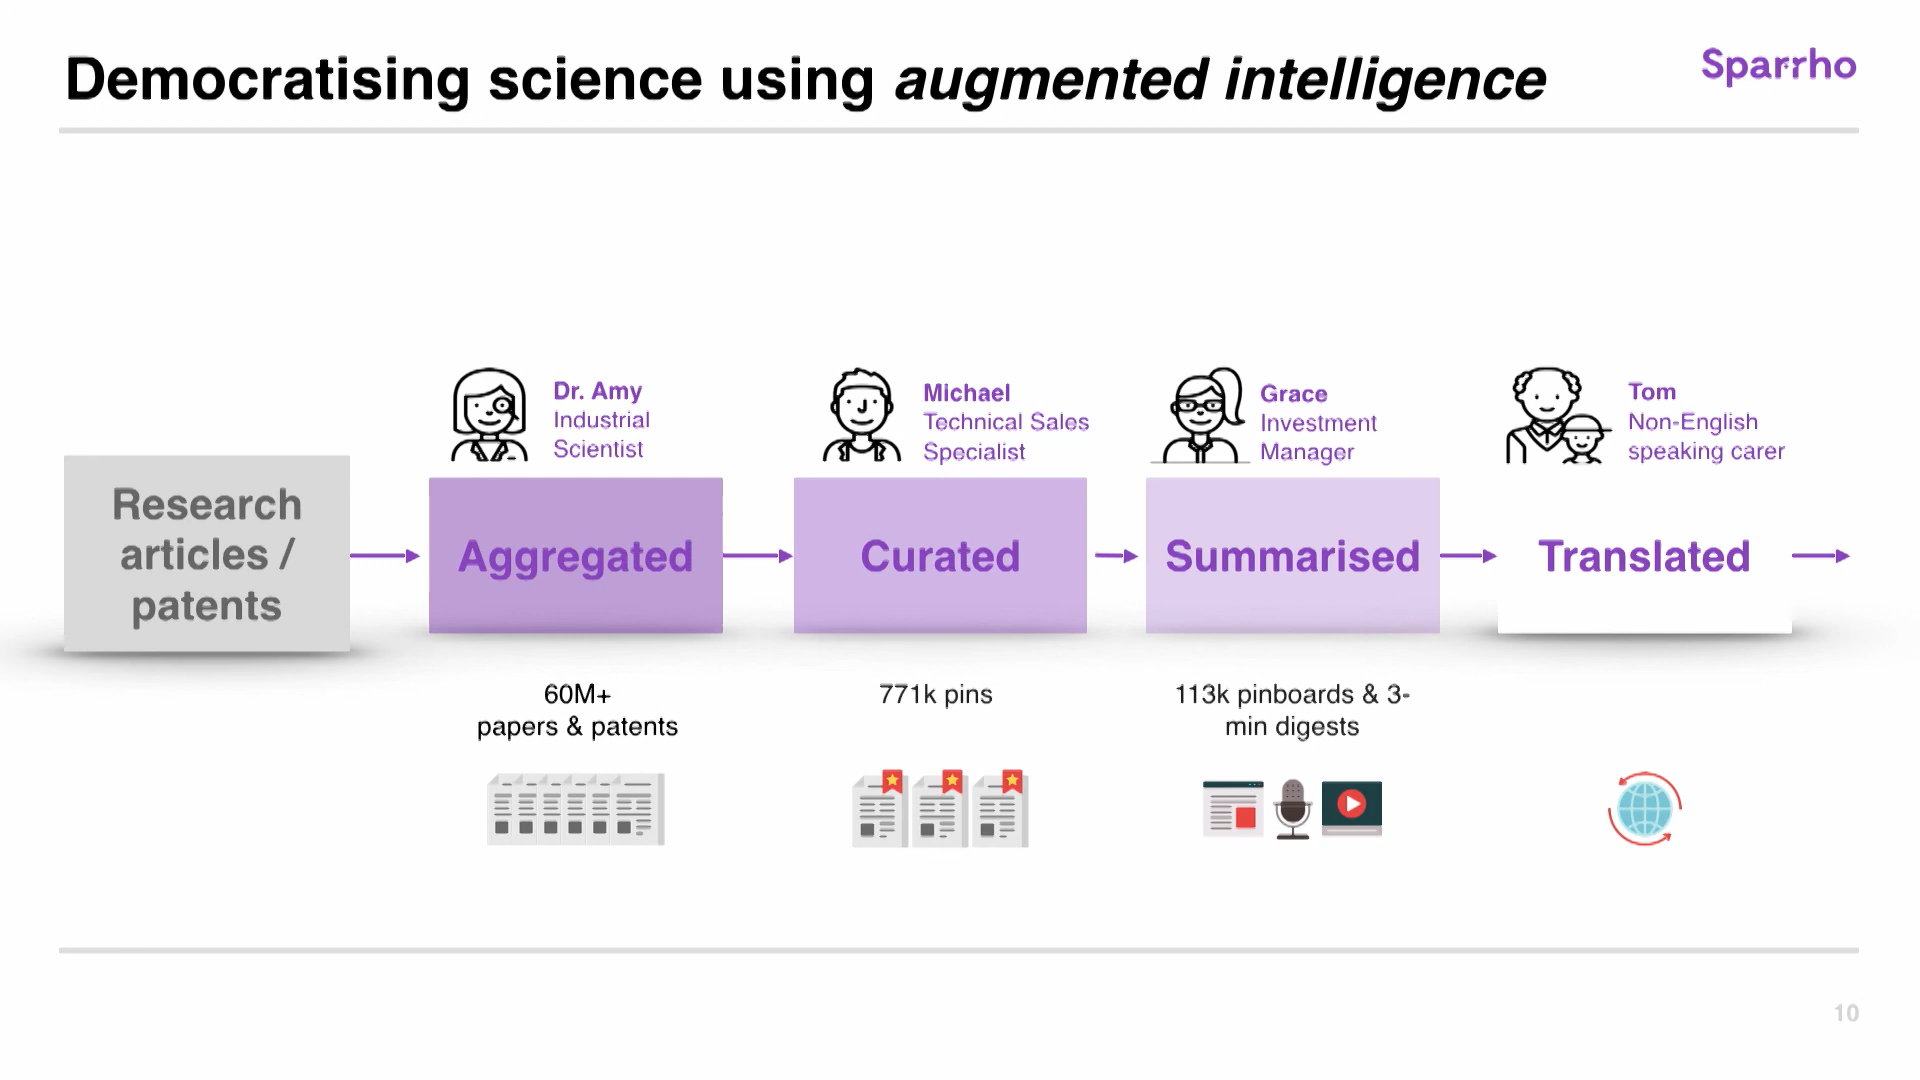 Democratising science using augmented intelligence
Sparrho
Dr. Amy
Industrial
Scientist
Michael
Technical Sales
Specialist
Grace
Investment
Manager
Tom
Non-English
speaking carer
Research
articles /
patents
Aggregated
Curated
Summarised
Translated
60M+
papers & patents
771k pins
113k pinboards & 3-
min digests
10